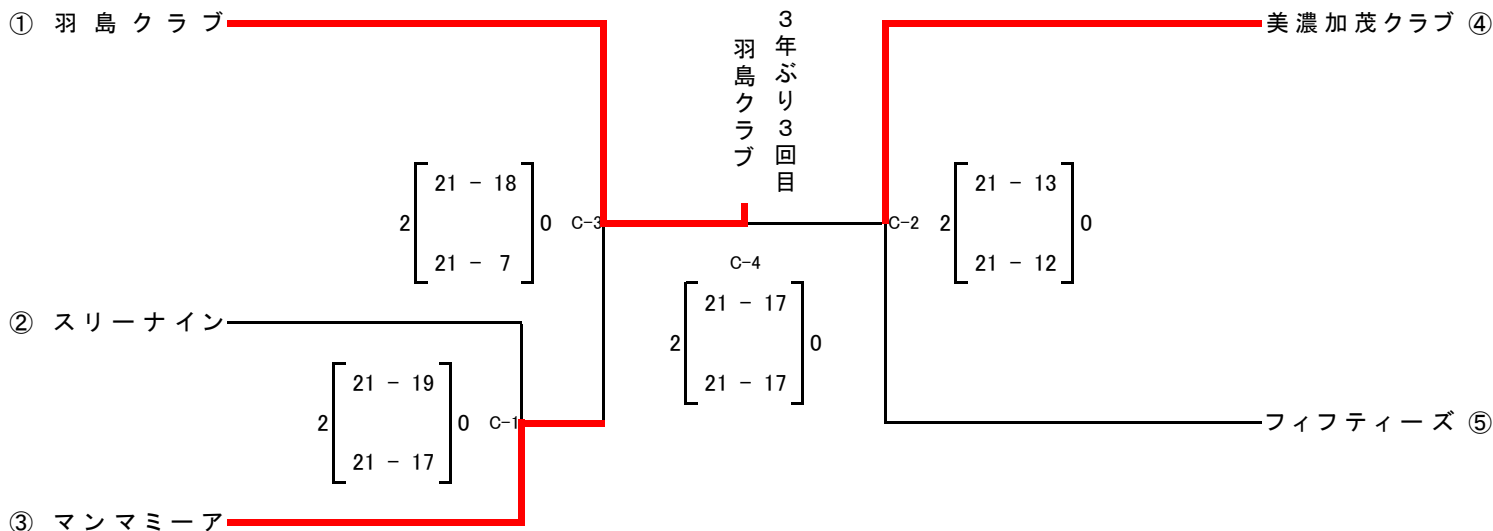 ① 羽島クラブ
3年ぶり3回目
羽島クラブ
美濃加茂クラブ ④
2 21 - 18 0 C-3
21 - 7
C-2 2 21 - 13 0
21 - 12
C-4
2 21 - 17 0
21 - 17
② スリーナイン
2 21 - 19 0 C-1
21 - 17
フィフティーズ ⑤
③ マンマミーア